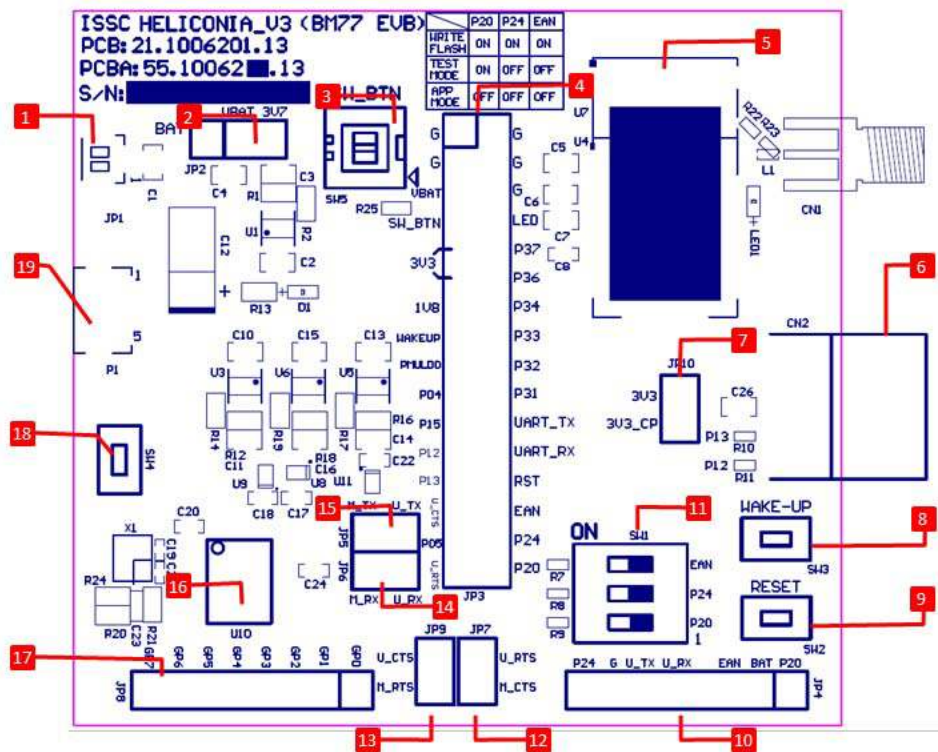 ISSC HELICONIA_V3 (BM77 EVB)
PCB: 21.1006201.13
PCBA: 55.10062 .13
S/N:
P20 P24 EAN
WRITE FLASH ON ON ON
TEST MODE ON OFF OFF
APP MODE OFF OFF OFF
SW_BTN
VBAT 3V7
BAT
1
2
3
4
5
JP1
C1
JP2
C4
R1
C3
R2
U1
C2
C12
+
R13
+
D1
SW5
R25
VBAT
SW_BTN
G
G
G
G
G
LED
P37
3V3
P36
1V8
P34
WAKEUP
P33
PMULDD
P32
P04
P31
P15
UART_TX
P12
UART_RX
P13
RST
U_CTS
EAN
P05
P24
U_RTS
P20
JP3
C5
C6
C7
C8
U7
U4
R22
R23
L1
LED1
+
CN1
6
CN2
7
JP10
3V3
3V3_CP
C26
P13
R10
P12
R11
19
1
5
P1
18
SW4
C10
C15
C13
U3
U6
U5
R14
R12
C11
R19
R18
C16
R17
R16
C14
C22
U9
U8
U11
C18
C17
15
M_TX U_TX
JP5
JP6
M_RX U_RX
14
C24
X1
C20
C19
R24
R20
C23
R21
16
U10
11
ON
SW1
R7
R8
R9
EAN
P24
P20
1
WAKE-UP
8
SW3
RESET
9
SW2
17
GP7 GP6 GP5 GP4 GP3 GP2 GP1 GP0
JP8
JP9 JP7
U_CTS
M_RTS
U_RTS
M_CTS
P24 G U_TX U_RX EAN BAT P20
JP4
13
12
10